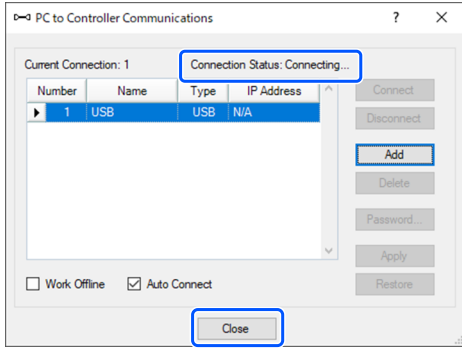 PC to Controller Communications
Current Connection: 1
Connection Status: Connecting...
Number Name Type IP Address
1 USB USB N/A
Connect
Disconnect
Add
Delete
Password...
Apply
Restore
Work Offline
Auto Connect
Close